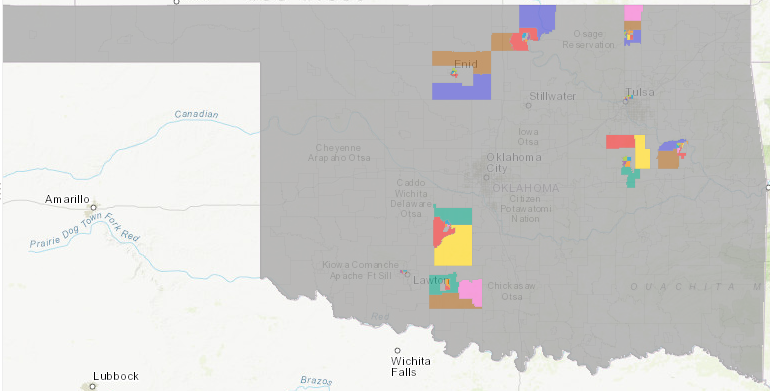 Osage
Reservation
Enid
Stillwater
Tulsa
Canadian
Cheyenne
Arapaho Otsa
Iowa
Otsa
Oklahoma
City
OKLAHOMA
Citizen
Potawatomi
Nation
Caddo
Wichita
Delaware
Otsa
Amarillo
Prairie Dog Town Fork Red
Kiowa Comanche
Apache Ft Sill
Lawton
Chickasaw
Otsa
OUACHITA M
Red
Wichita
Falls
Lubbock
Brazos